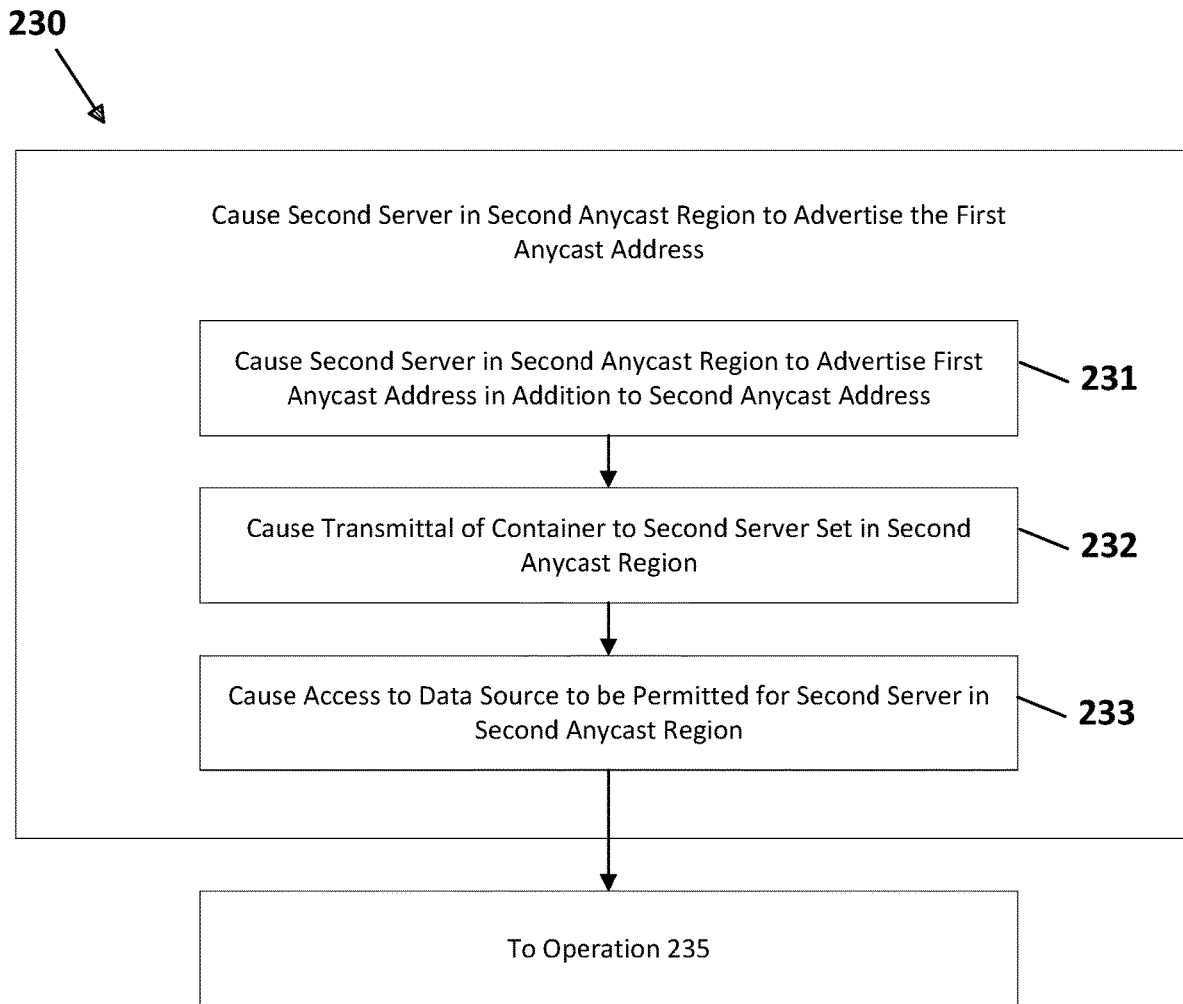 230
Cause Second Server in Second Anycast Region to Advertise the First
Anycast Address
Cause Second Server in Second Anycast Region to Advertise First
Anycast Address in Addition to Second Anycast Address
231
Cause Transmittal of Container to Second Server Set in Second
Anycast Region
232
Cause Access to Data Source to be Permitted for Second Server in
Second Anycast Region
233
To Operation 235